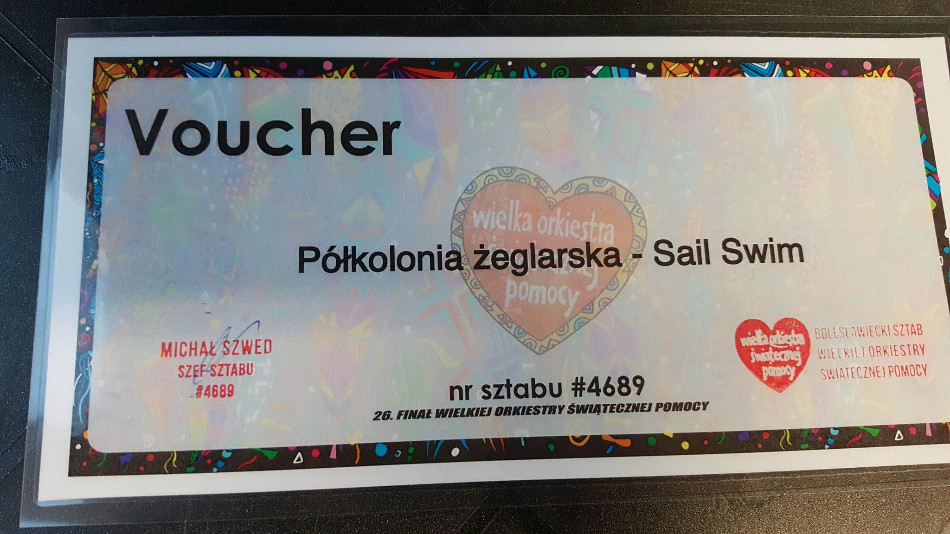 Voucher
wielka orkiestra
pomocy
Półkolonia żeglarska - Sail Swim
MICHAŁ SZWED
SZEF SZTABU
#4689
nr sztabu #4689
26. FINAŁ WIELKIEJ ORKIESTRY ŚWIĄTECZNEJ POMOCY
wielka orkiestra
świątecznej
pomocy
BOLESŁAWIECKI SZTAB
WIELKIEJ ORKIESTRY
ŚWIĄTECZNEJ POMOCY